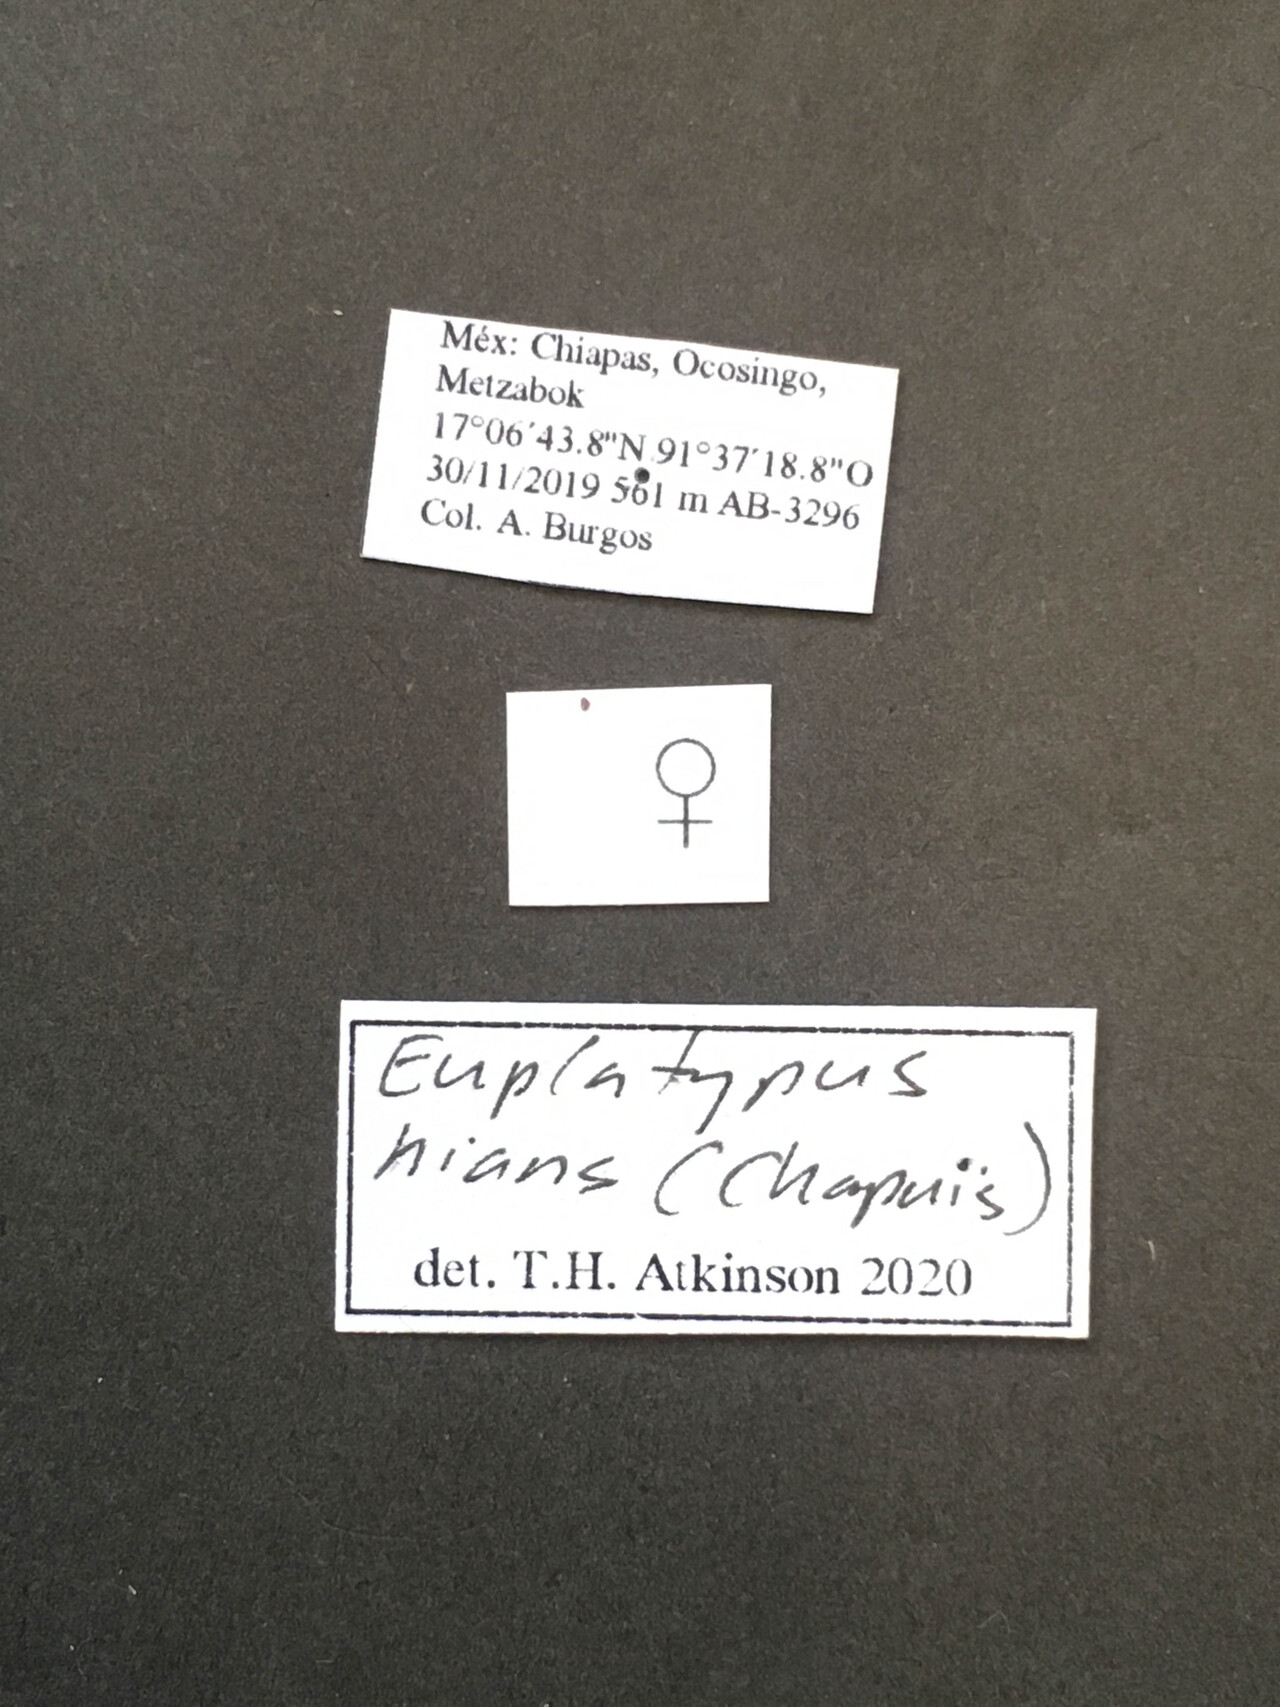 Méx: Chiapas, Ocosingo,
Metzabok
17°06´43.8"N 91°37´18.8"O
30/11/2019 561 m AB-3296
Col. A. Burgos
♀
Euplatypus
hians (Chapuis)
det. T.H. Atkinson 2020